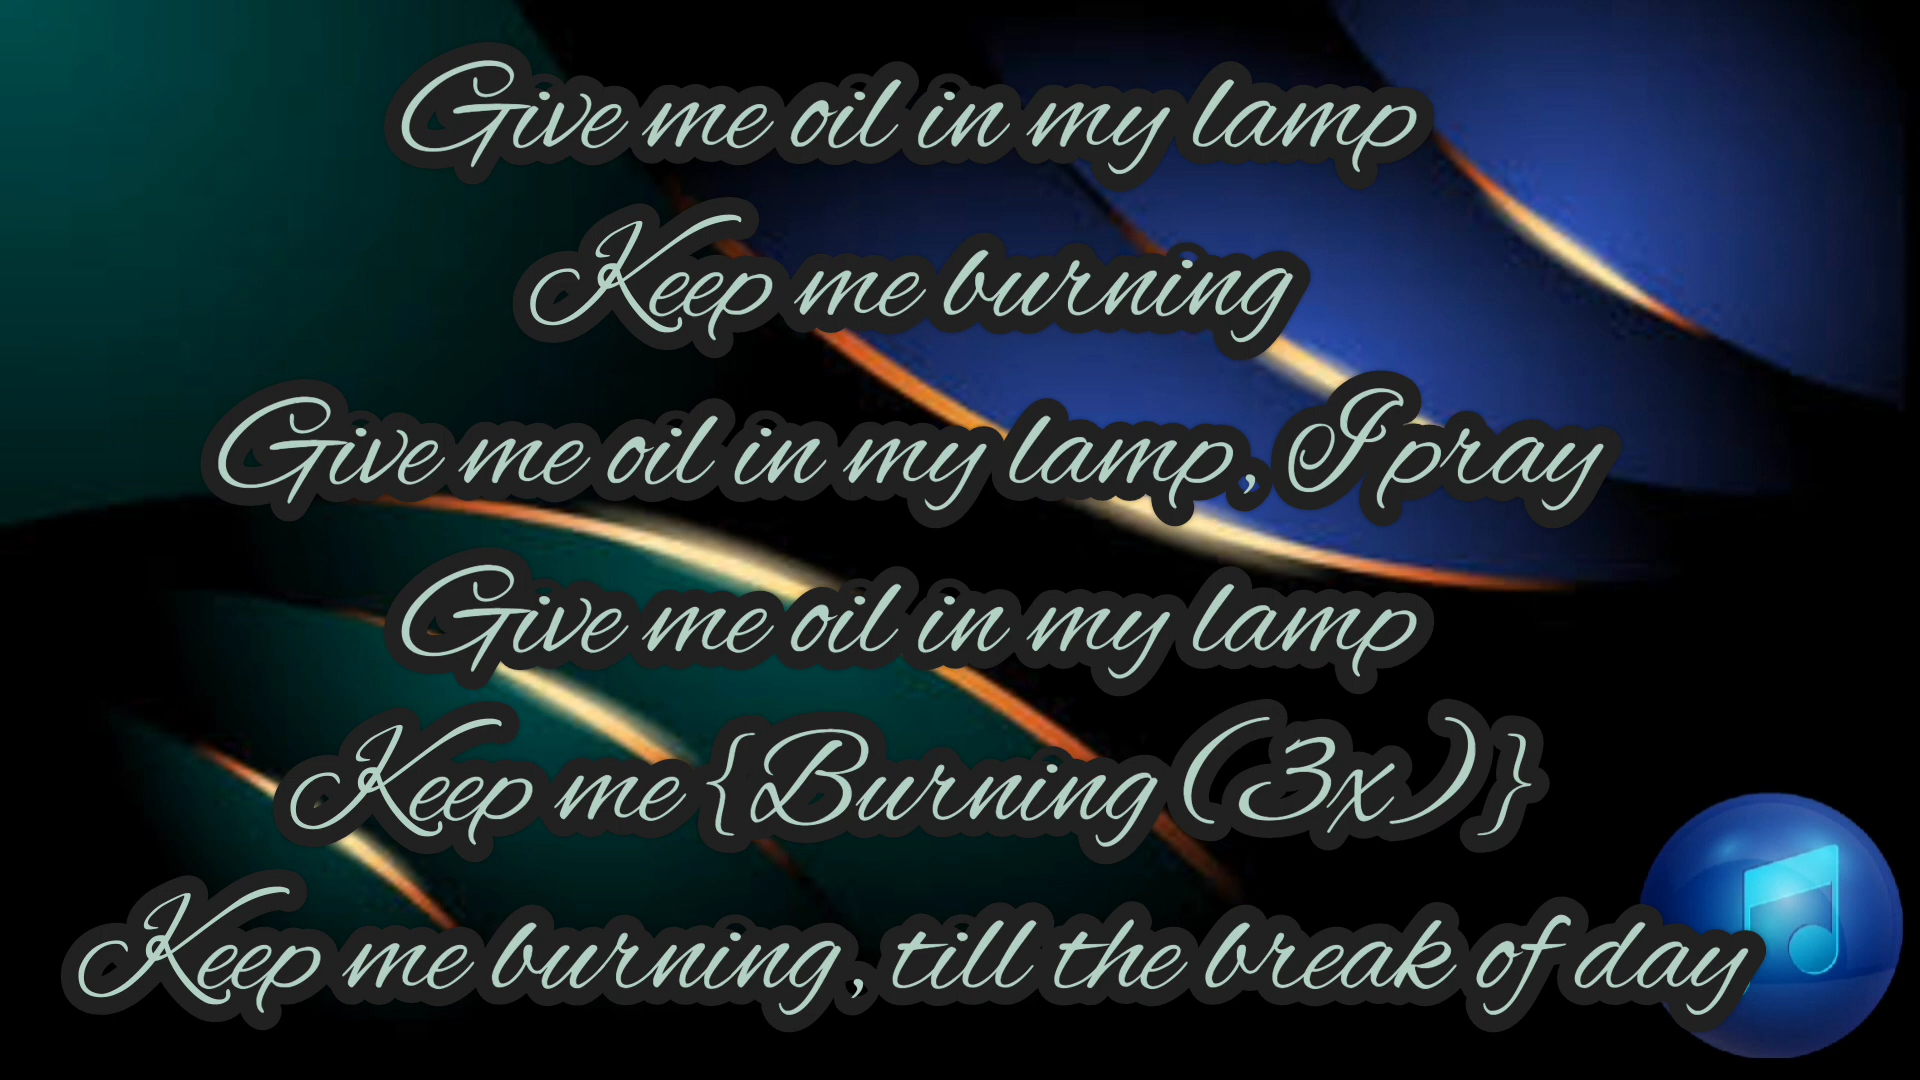 Give me oil in my lamp
Keep me burning
Give me oil in my lamp, I pray
Give me oil in my lamp
Keep me {Burning (3x)}
Keep me burning, till the break of day